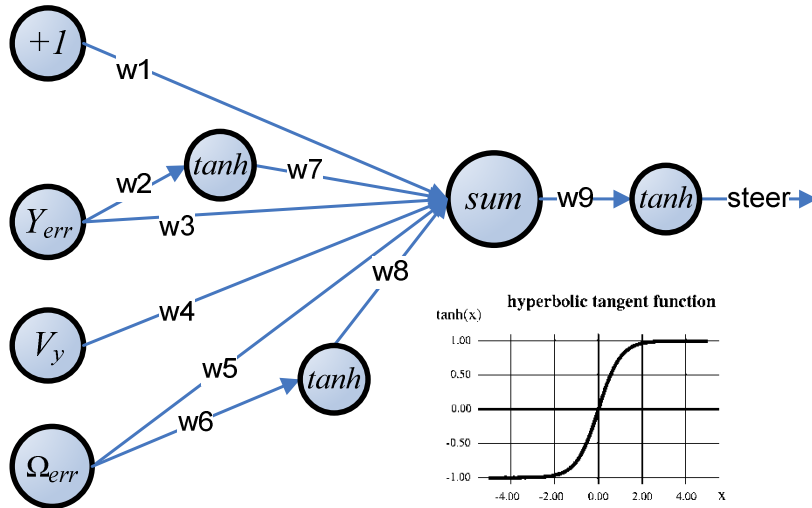 +1
w1
tanh
w2
w7
Y_err
w3
sum
w9
tanh
steer
w8
V_y
w4
w5
tanh
w6
Ω_err
hyperbolic tangent function
tanh(x)
1.00
0.50
0.00
-0.50
-1.00
-4.00 -2.00 0.00 2.00 4.00 X